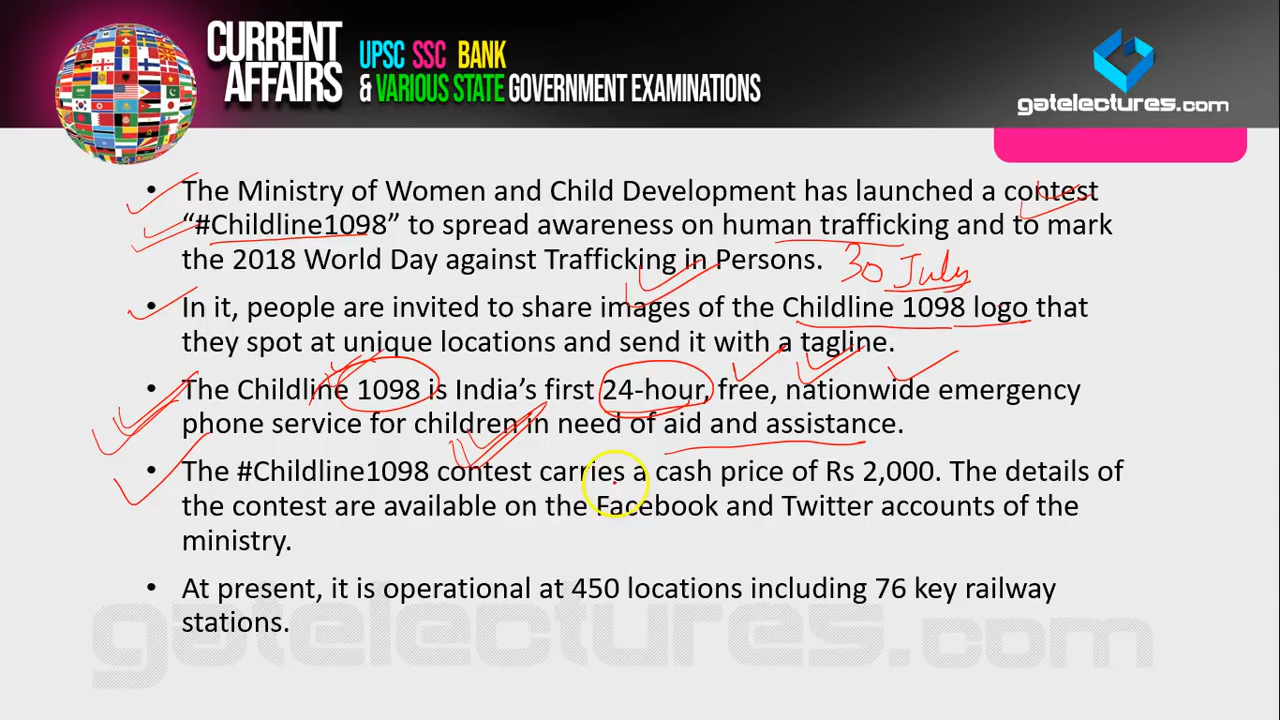 CURRENT
AFFAIRS
UPSC SSC BANK
& VARIOUS STATE GOVERNMENT EXAMINATIONS
gatelectures.com
• The Ministry of Women and Child Development has launched a contest
“#Childline1098” to spread awareness on human trafficking and to mark
the 2018 World Day against Trafficking in Persons. 30 July
• In it, people are invited to share images of the Childline 1098 logo that
they spot at unique locations and send it with a tagline.
• The Childline 1098 is India’s first 24-hour, free, nationwide emergency
phone service for children in need of aid and assistance.
• The #Childline1098 contest carries a cash price of Rs 2,000. The details of
the contest are available on the Facebook and Twitter accounts of the
ministry.
• At present, it is operational at 450 locations including 76 key railway
stations.
gatelectures.com